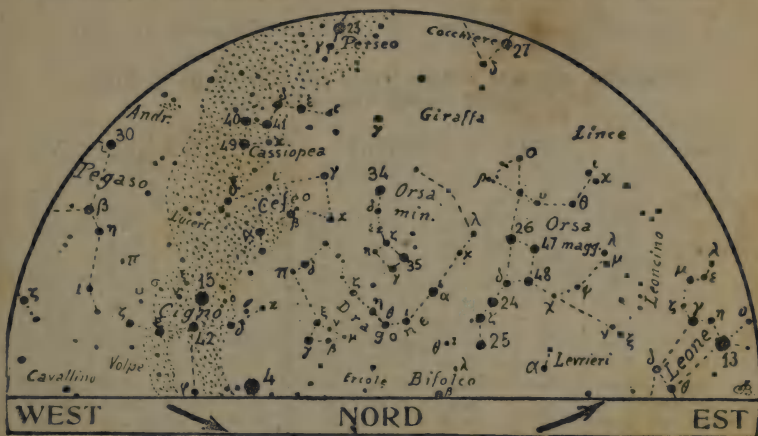 23
γ
Perseo
Cocchiere
27
δ
Andr.
30
40
41
δ
ε
49
Cassiopea
Giraffa
γ
Lince
Pegaso
β
η
Lucert
Cefeo
γ
β
χ
34
δ
Orsa
min.
ζ
η
γ
35
λ
χ
α
ο
ρ
υ
θ
ι
χ
26
Orsa
47 magg.
λ
μ
48
δ
24
ζ
25
χ
ψ
ν
ξ
Leoncino
μ
λ
ε
ζ
γ
η
Leone
13
δ
θ
π
ι
ζ
ζ
15
Cigno
42
δ
Volpe
Cavallino
φ
4
π
δ
ζ
Dragone
η
θ
ι
ξ
ν
γ
β
μ
Ercole
Bifolco
β
θ
λ
α
Levrieri
WEST
NORD
EST